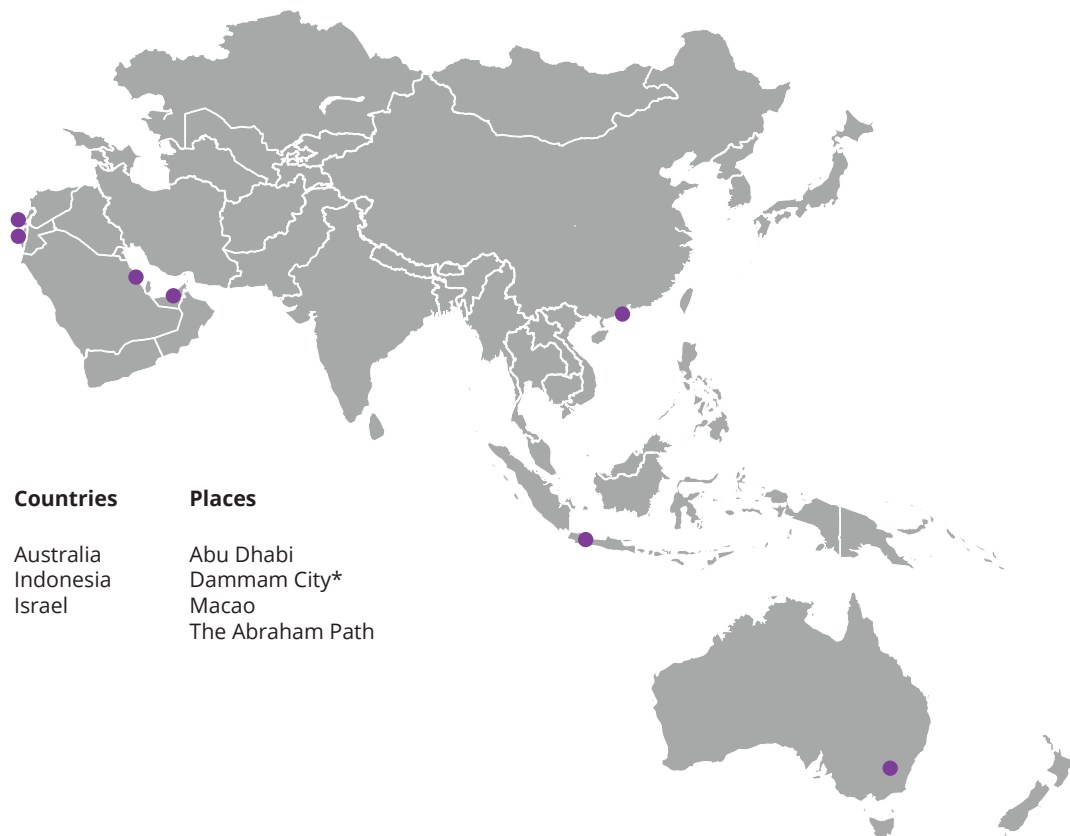 Countries
Australia
Indonesia
Israel
Places
Abu Dhabi
Dammam City*
Macao
The Abraham Path